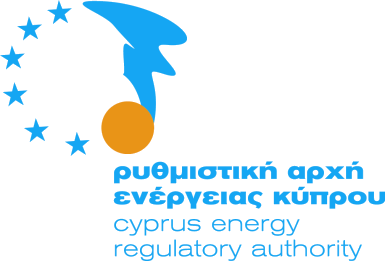 ρυθμιστική αρχή
ενέργειας κύπρου
cyprus energy
regulatory authority